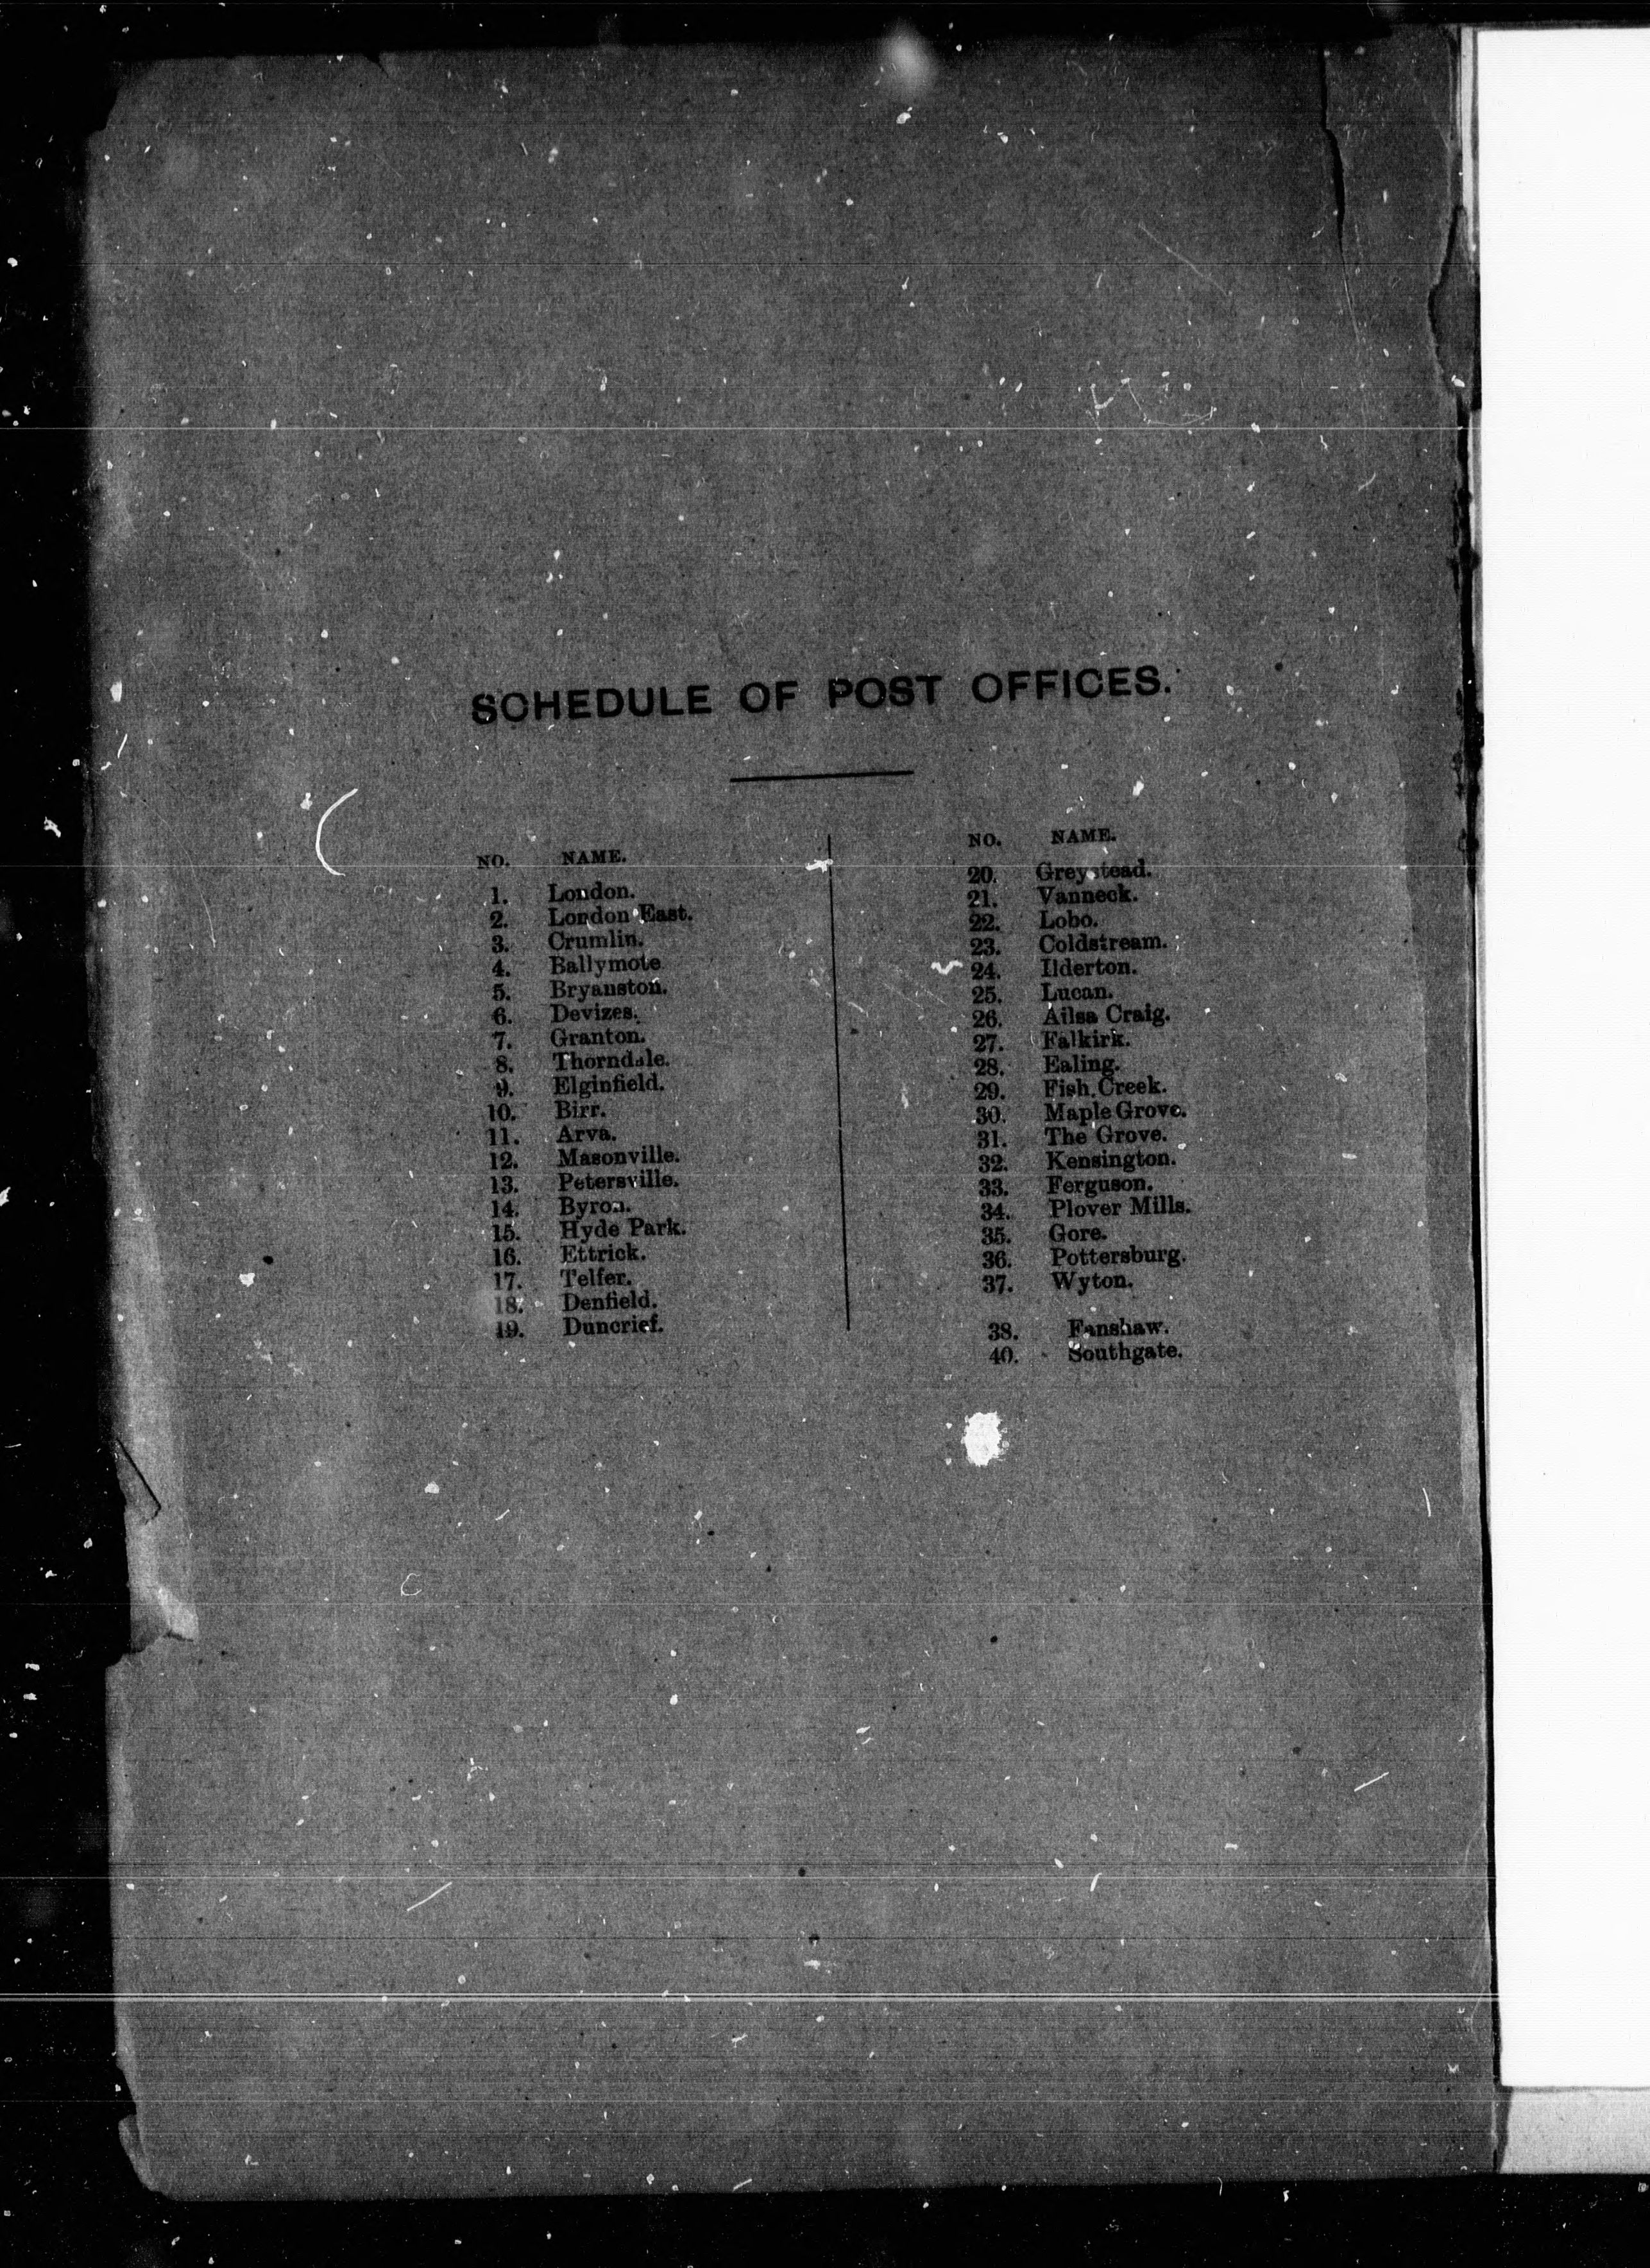 SCHEDULE OF POST OFFICES.
NO. NAME.
1. London.
2. London East.
3. Crumlin.
4. Ballymote
5. Bryanston.
6. Devizes.
7. Granton.
8. Thorndale.
9. Elginfield.
10. Birr.
11. Arva.
12. Masonville.
13. Petersville.
14. Byron.
15. Hyde Park.
16. Ettrick.
17. Telfer.
18. Denfield.
19. Duncrief.
NO. NAME.
20. Greystead.
21. Vanneck.
22. Lobo.
23. Coldstream.
24. Ilderton.
25. Lucan.
26. Ailsa Craig.
27. Falkirk.
28. Ealing.
29. Fish Creek.
30. Maple Grove.
31. The Grove.
32. Kensington.
33. Ferguson.
34. Plover Mills.
35. Gore.
36. Pottersburg.
37. Wyton.
38. Fanshaw.
40. Southgate.